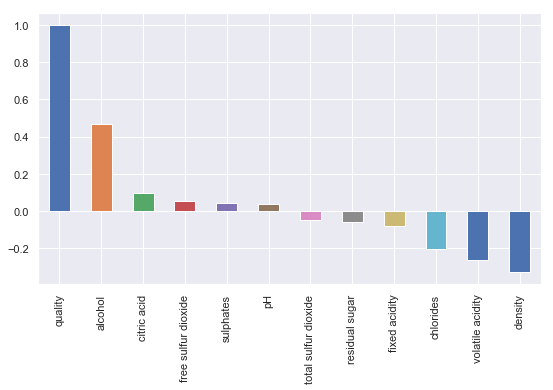 1.0
0.8
0.6
0.4
0.2
0.0
−0.2
quality
alcohol
citric acid
free sulfur dioxide
sulphates
pH
total sulfur dioxide
residual sugar
fixed acidity
chlorides
volatile acidity
density